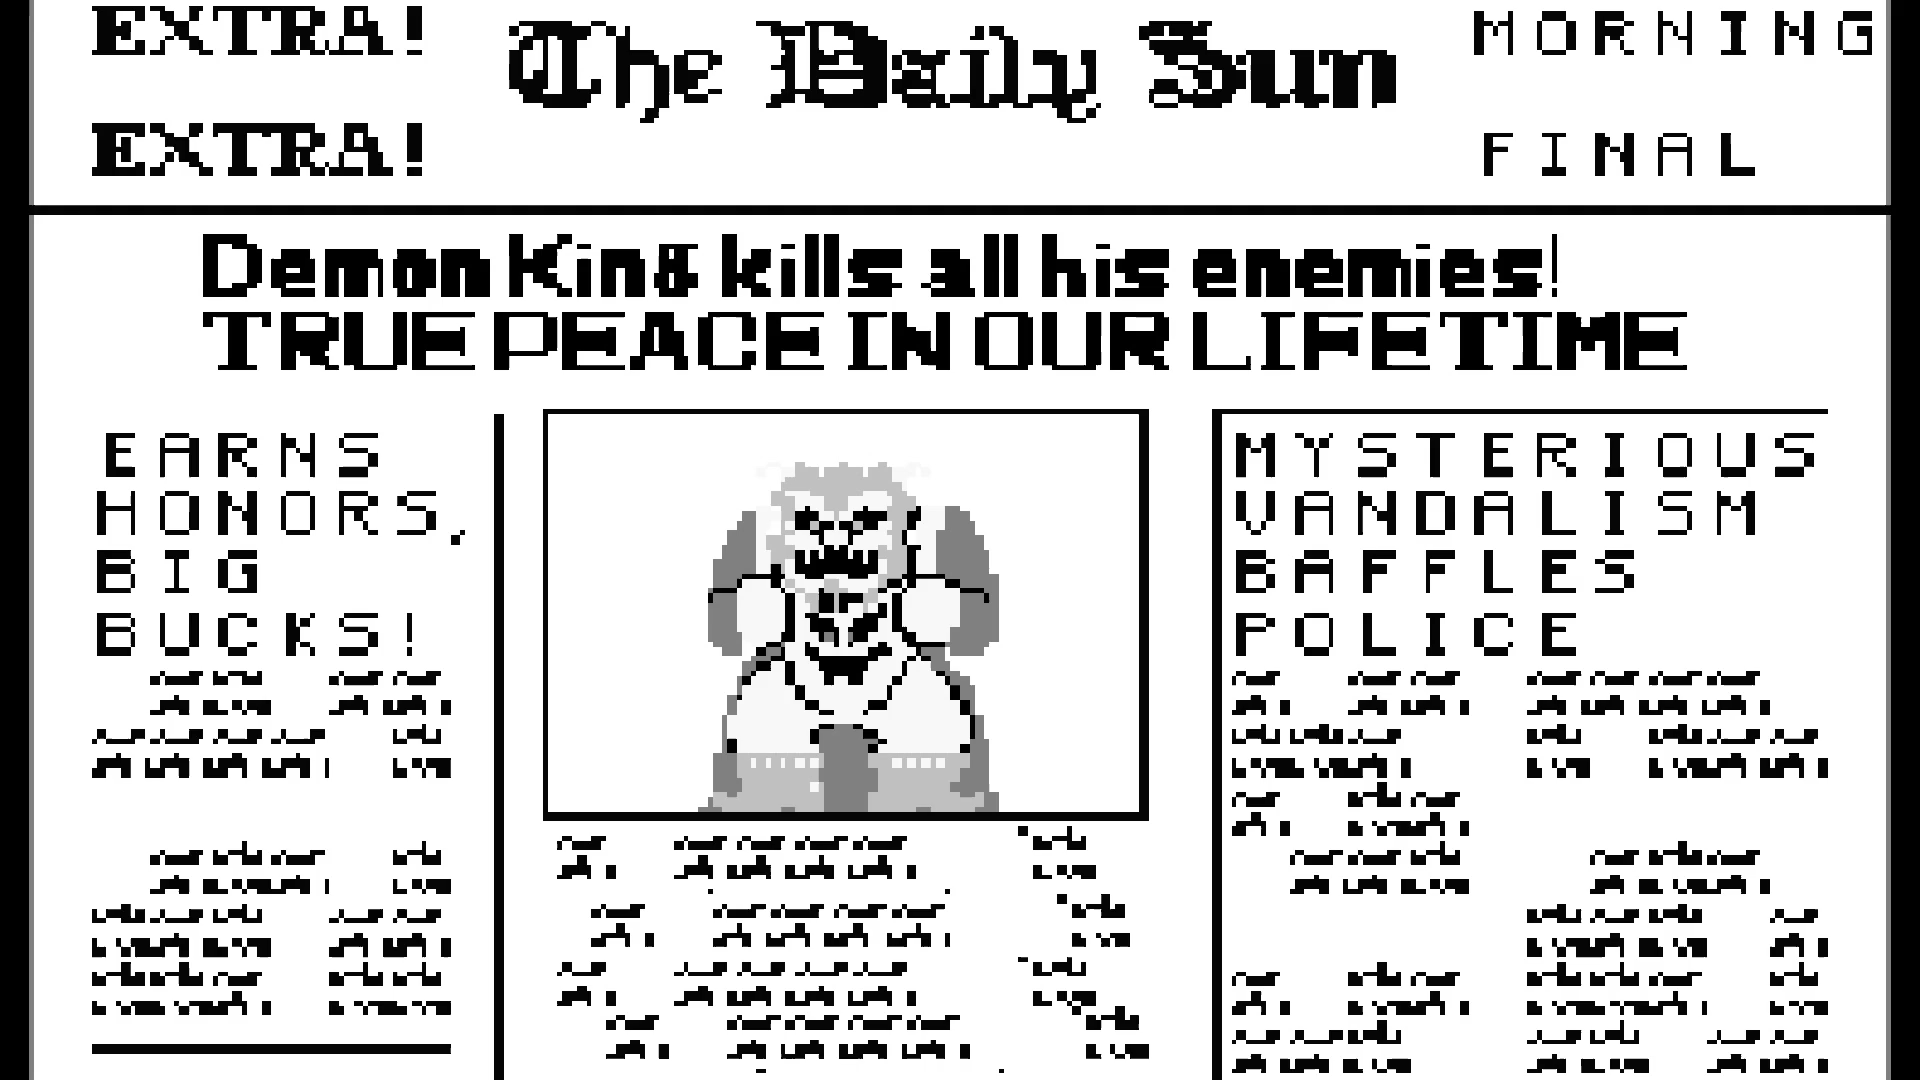 EXTRA!
The Daily Sun
MORNING
EXTRA!
FINAL
Demon King kills all his enemies!
TRUE PEACE IN OUR LIFETIME
EARNS
HONORS,
BIG
BUCKS!
MYSTERIOUS
VANDALISM
BAFFLES
POLICE